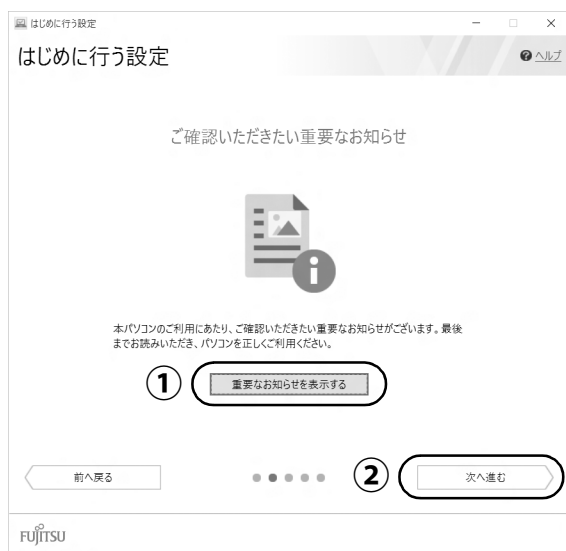 はじめに行う設定
はじめに行う設定
ヘルプ
ご確認いただきたい重要なお知らせ
本パソコンのご利用にあたり、ご確認いただきたい重要なお知らせがございます。最後
までお読みいただき、パソコンを正しくご利用ください。
① 重要なお知らせを表示する
前へ戻る ② 次へ進む
FUJITSU